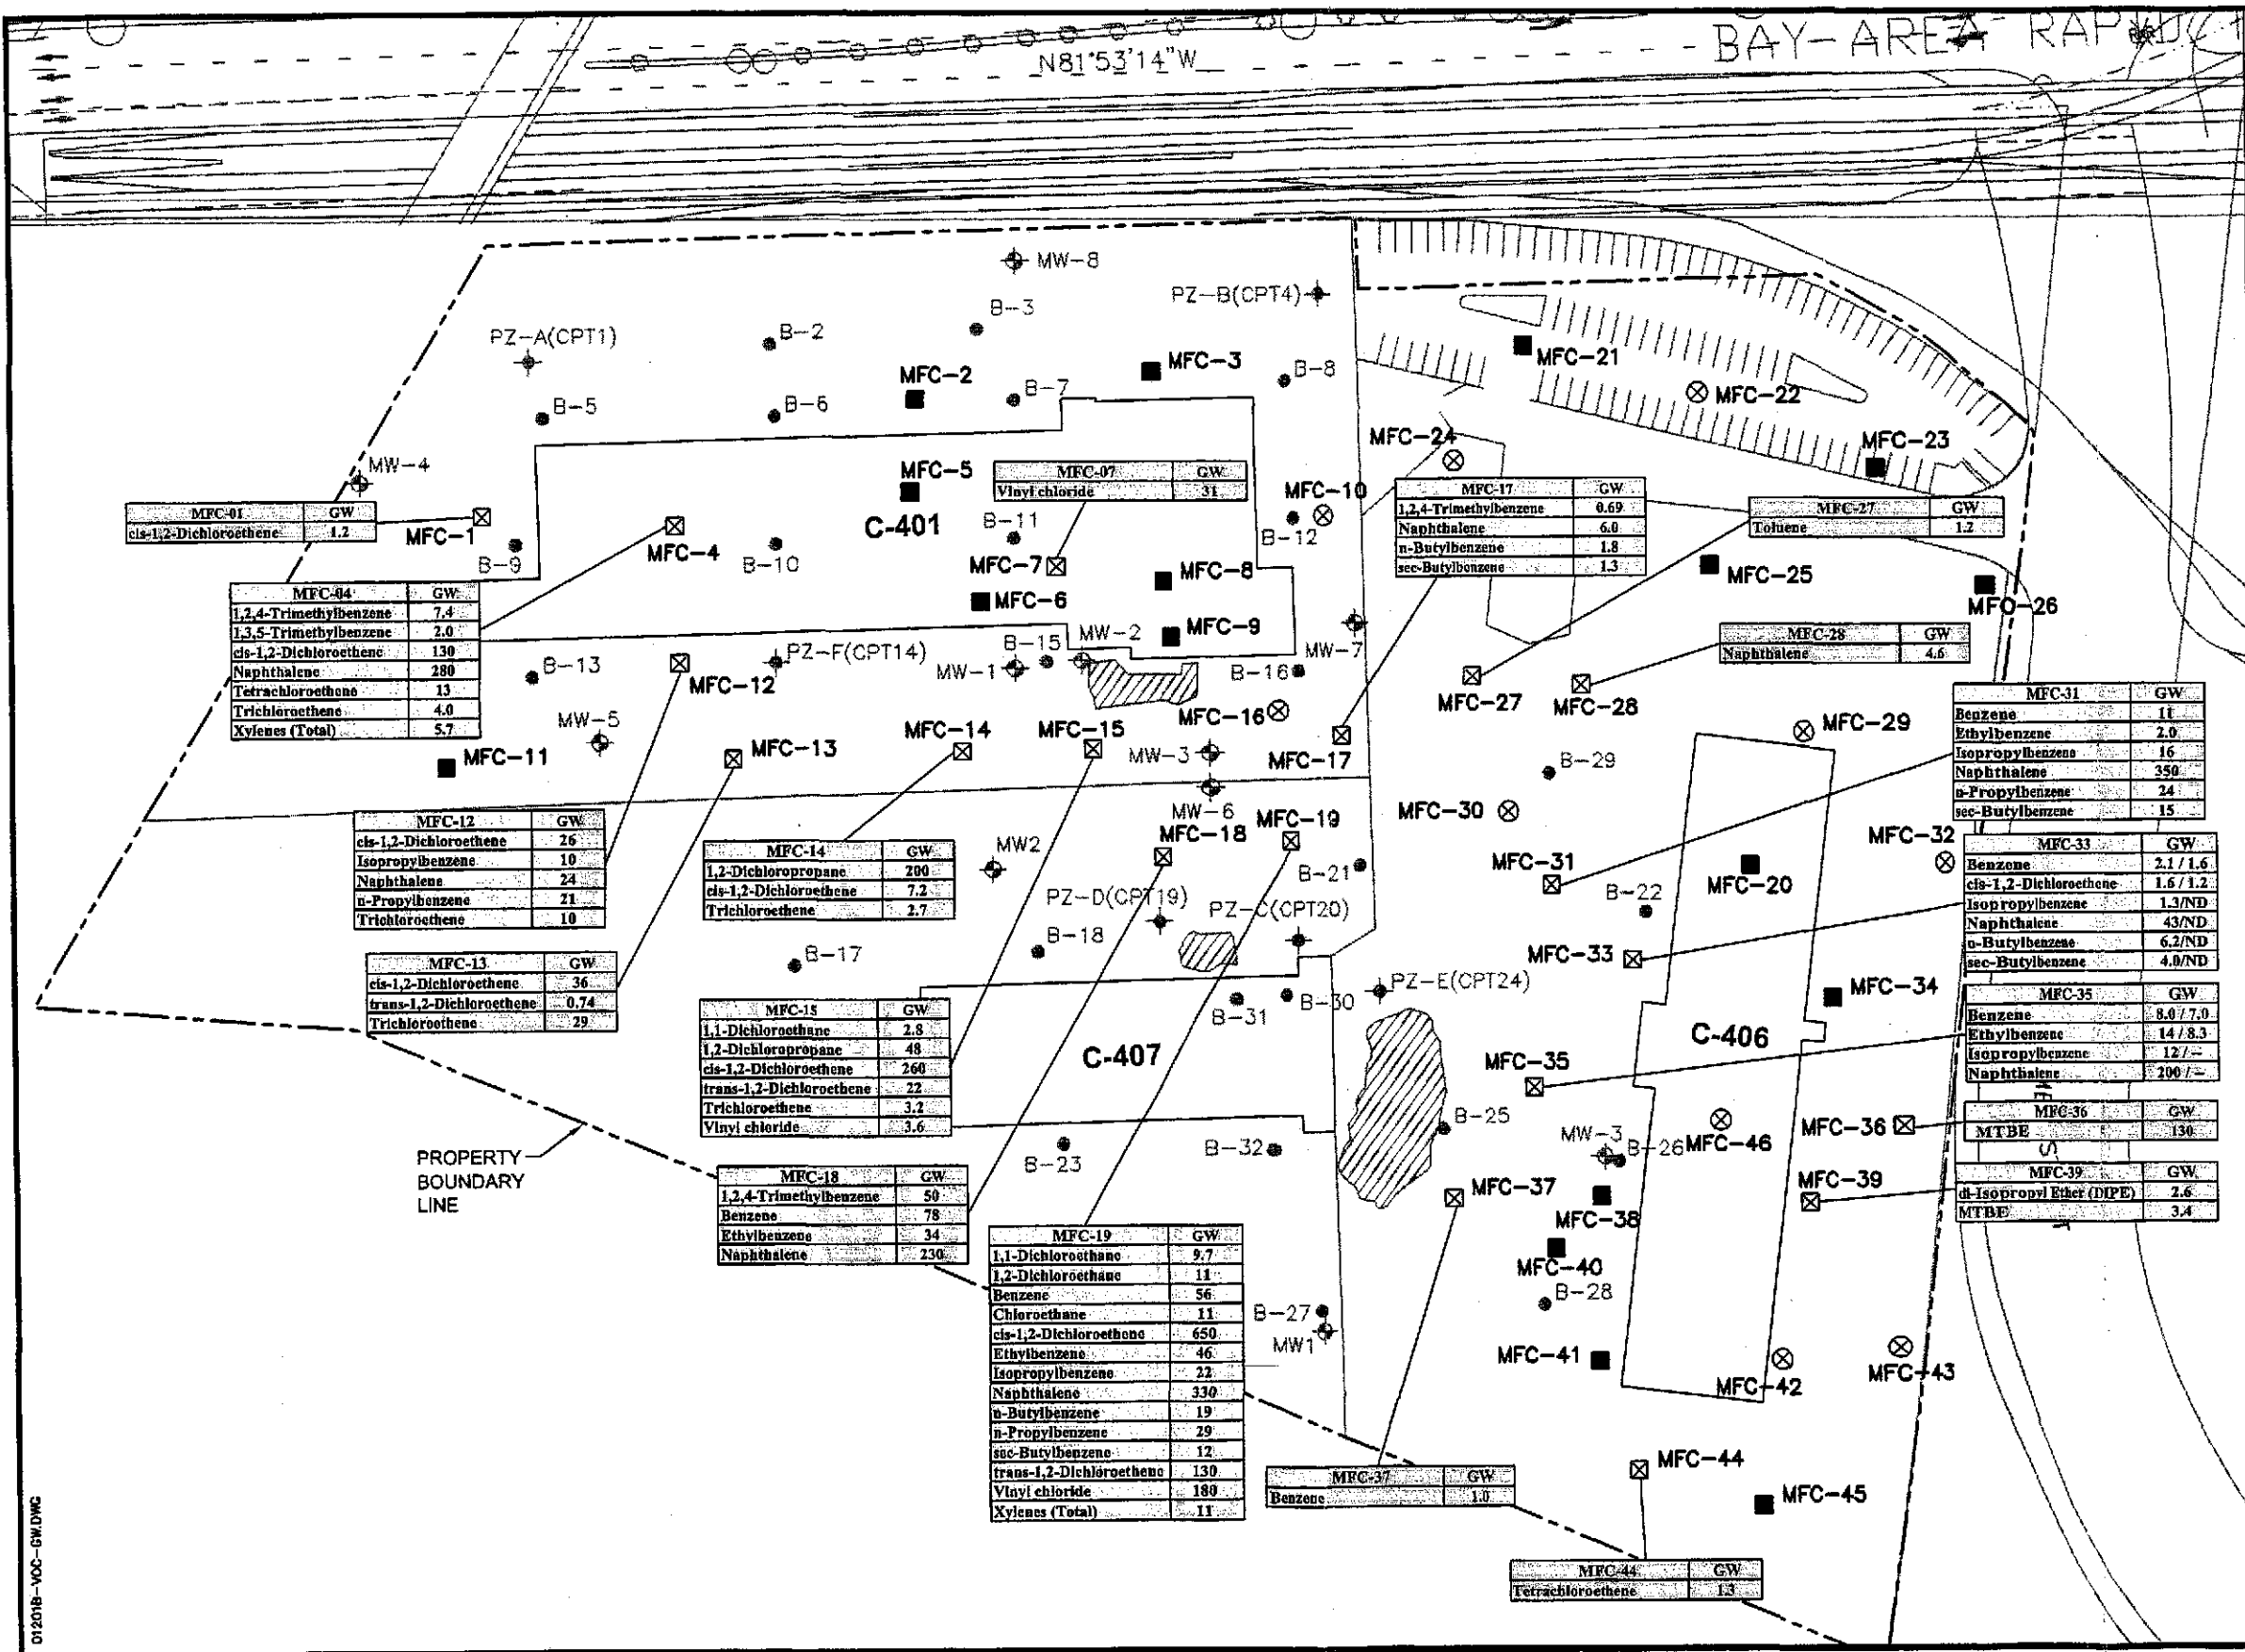 BAY-AREA RAPID
N81°53'14"W
MW-8
PZ-B(CPT4)
B-3
B-2
PZ-A(CPT1)
MFC-21
MFC-3
B-8
MFC-2
B-7
MFC-22
B-5
B-6
MFC-24
MFC-23
MW-4
MFC-5
MFC-07 GW
Vinyl chloride 31
MFC-10
MFC-17 GW
1,2,4-Trimethylbenzene 0.69
Naphthalene 6.0
n-Butylbenzene 1.8
sec-Butylbenzene 1.3
MFC-27 GW
Toluene 1.2
MFC-01 GW
cis-1,2-Dichloroethene 1.2
MFC-1
MFC-4
C-401
B-11
B-12
B-9
B-10
MFC-7
MFC-8
MFC-25
MFC-6
MFC-26
MFC-04 GW
1,2,4-Trimethylbenzene 7.4
1,3,5-Trimethylbenzene 2.0
cis-1,2-Dichloroethene 130
Naphthalene 280
Tetrachloroethene 13
Trichloroethene 4.0
Xylenes (Total) 5.7
MFC-9
MW-2
B-15
MW-1
PZ-F(CPT14)
B-13
MFC-12
B-16
MW-7
MFC-28 GW
Naphthalene 4.6
MFC-27
MFC-28
MFC-16
MW-5
MFC-14
MFC-15
MFC-11
MFC-13
MW-3
MFC-17
MFC-29
MFC-31 GW
Benzene 11
Ethylbenzene 2.0
Isopropylbenzene 16
Naphthalene 350
n-Propylbenzene 24
sec-Butylbenzene 15
B-29
MW-6
MFC-30
MFC-18
MFC-19
MFC-12 GW
cis-1,2-Dichloroethene 26
Isopropylbenzene 10
Naphthalene 24
n-Propylbenzene 21
Trichloroethene 10
MFC-14 GW
1,2-Dichloropropane 200
cis-1,2-Dichloroethene 7.2
Trichloroethene 2.7
MW2
B-21
MFC-31
MFC-20
MFC-32
MFC-33 GW
Benzene 2.1 / 1.6
cis-1,2-Dichloroethene 1.6 / 1.2
Isopropylbenzene 1.3/ND
Naphthalene 43/ND
n-Butylbenzene 6.2/ND
sec-Butylbenzene 4.0/ND
B-22
PZ-D(CPT19)
PZ-C(CPT20)
B-18
B-17
MFC-33
MFC-34
MFC-13 GW
cis-1,2-Dichloroethene 36
trans-1,2-Dichloroethene 0.74
Trichloroethene 29
PZ-E(CPT24)
B-30
B-31
MFC-15 GW
1,1-Dichloroethane 2.8
1,2-Dichloropropane 48
cis-1,2-Dichloroethene 260
trans-1,2-Dichloroethene 22
Trichloroethene 3.2
Vinyl chloride 3.6
C-407
C-406
MFC-35 GW
Benzene 8.0 / 7.0
Ethylbenzene 14 / 8.3
Isopropylbenzene 12 / --
Naphthalene 200 / --
MFC-35
B-25
MFC-46
MFC-36
MFC-36 GW
MTBE 130
B-23
B-32
MW-3
B-26
PROPERTY
BOUNDARY
LINE
MFC-18 GW
1,2,4-Trimethylbenzene 50
Benzene 78
Ethylbenzene 34
Naphthalene 230
MFC-37
MFC-38
MFC-39
MFC-39 GW
di-Isopropyl Ether (DIPE) 2.6
MTBE 3.4
MFC-19 GW
1,1-Dichloroethane 9.7
1,2-Dichloroethane 11
Benzene 56
Chloroethane 11
cis-1,2-Dichloroethene 650
Ethylbenzene 46
Isopropylbenzene 22
Naphthalene 330
n-Butylbenzene 19
n-Propylbenzene 29
sec-Butylbenzene 12
trans-1,2-Dichloroethene 130
Vinyl chloride 180
Xylenes (Total) 11
MFC-40
B-28
B-27
MW1
MFC-41
MFC-42
MFC-43
MFC-44
MFC-45
MFC-37 GW
Benzene 1.0
MFC-44 GW
Tetrachloroethene 1.3
01201B-VOC-GW.DWG